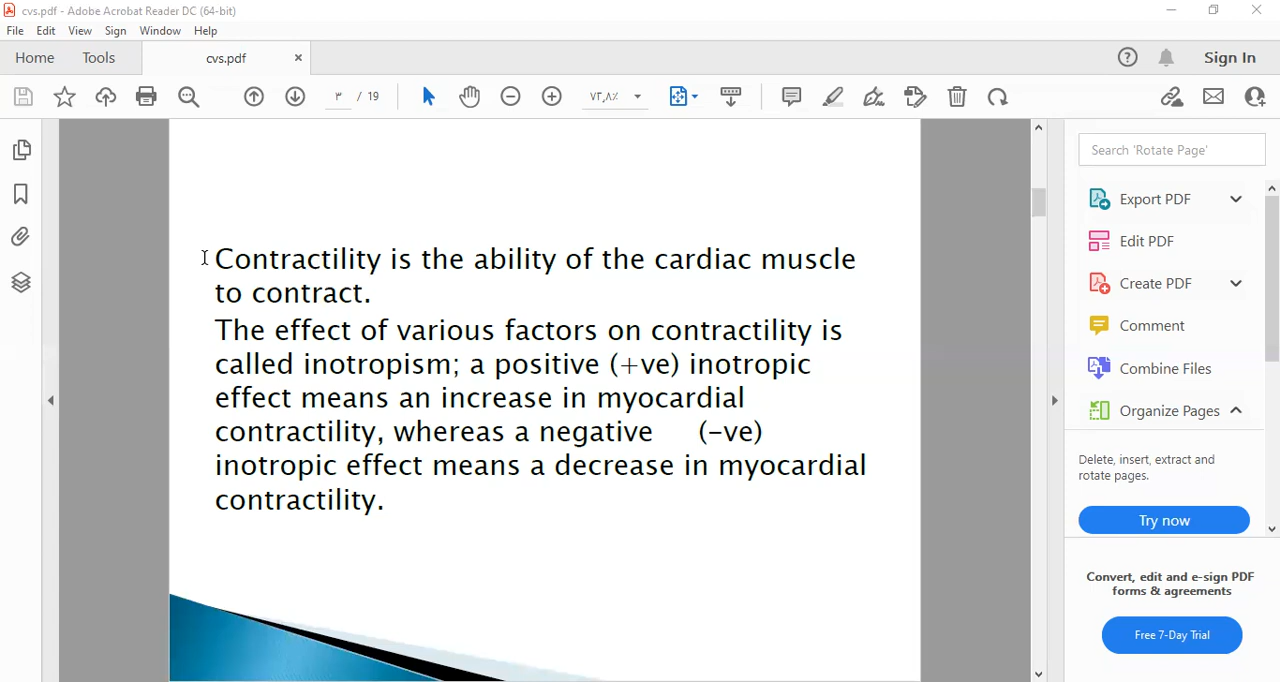 cvs.pdf - Adobe Acrobat Reader DC (64-bit)
File Edit View Sign Window Help
Home Tools cvs.pdf Sign In
٣ / 19 ٧٣,٨٪
Search 'Rotate Page'
Export PDF
Edit PDF
Create PDF
Comment
Combine Files
Organize Pages
Delete, insert, extract and
rotate pages.
Try now
Convert, edit and e-sign PDF
forms & agreements
Free 7-Day Trial
Contractility is the ability of the cardiac muscle
to contract.
The effect of various factors on contractility is
called inotropism; a positive (+ve) inotropic
effect means an increase in myocardial
contractility, whereas a negative (-ve)
inotropic effect means a decrease in myocardial
contractility.